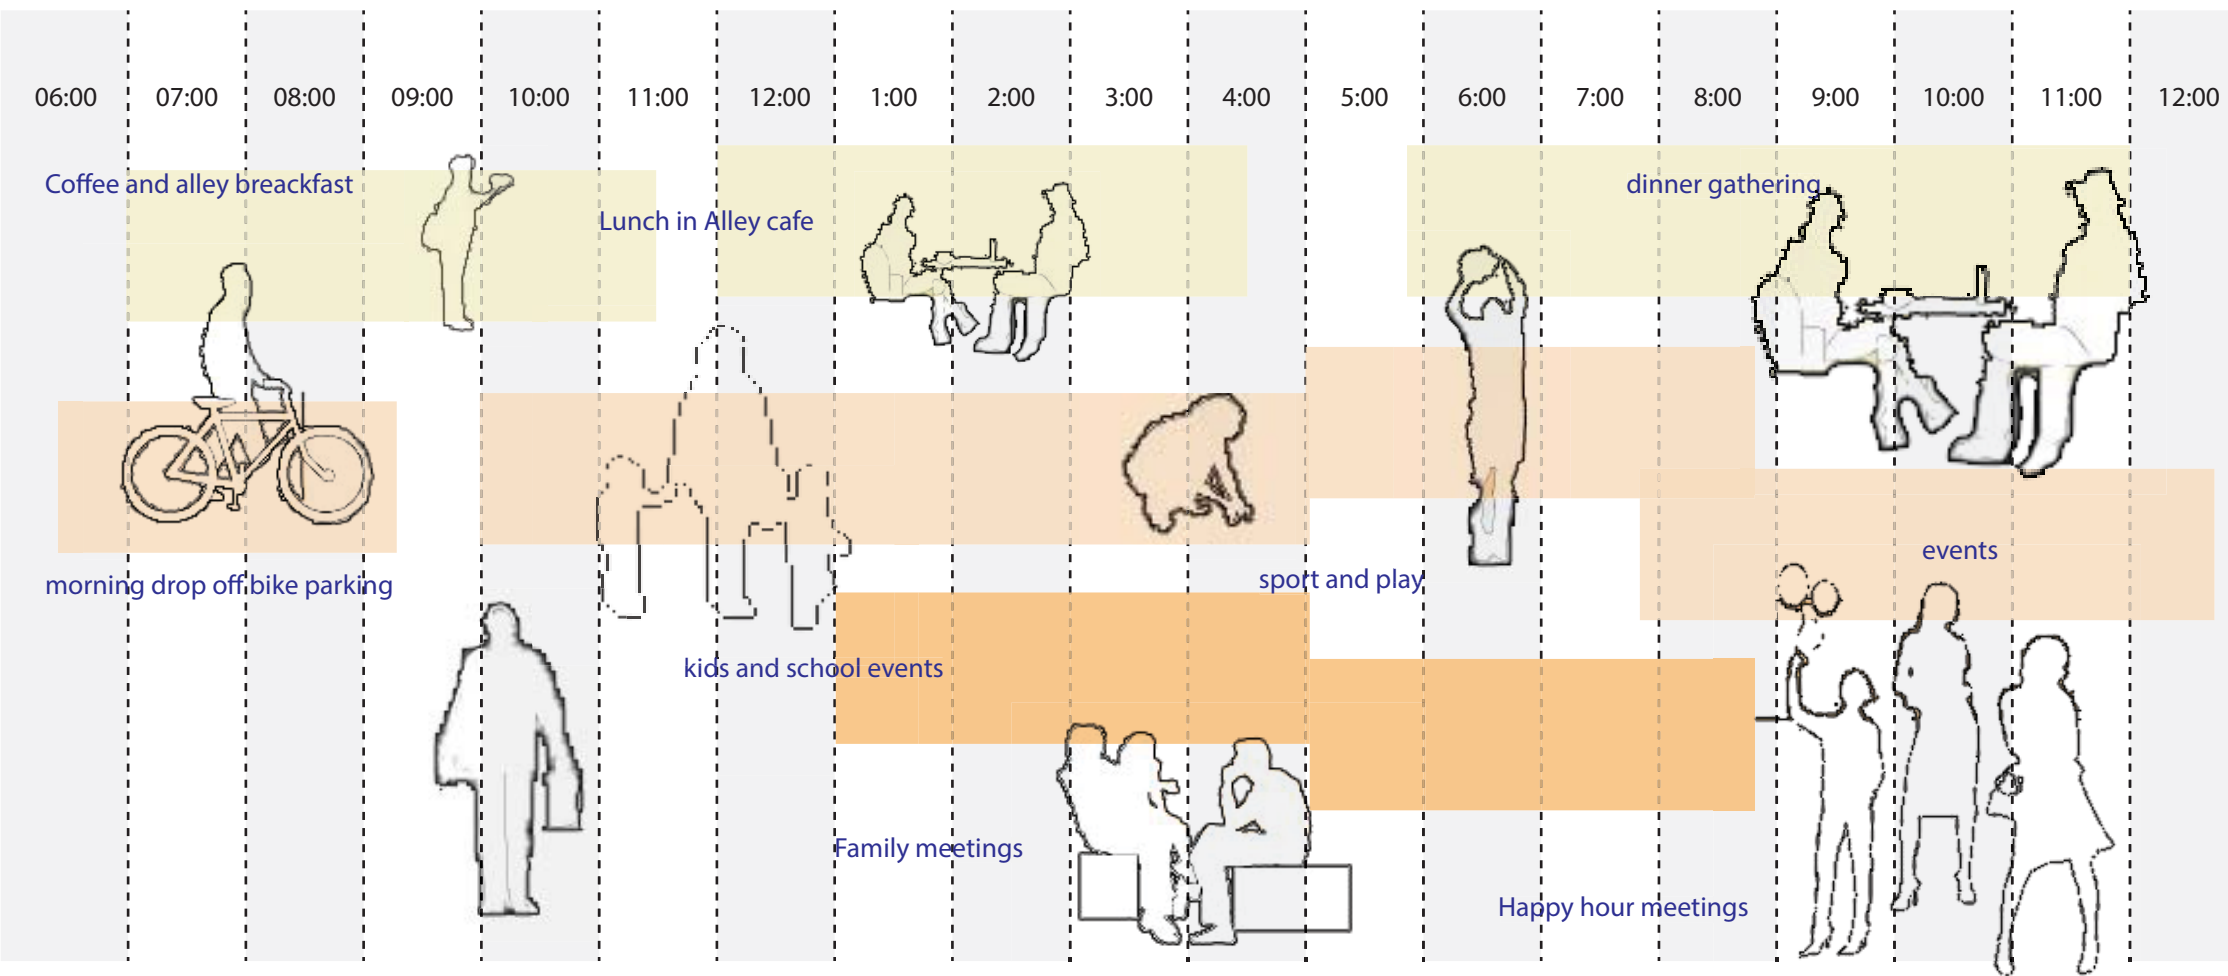 06:00 07:00 08:00 09:00 10:00 11:00 12:00 1:00 2:00 3:00 4:00 5:00 6:00 7:00 8:00 9:00 10:00 11:00 12:00
Coffee and alley breackfast
dinner gathering
Lunch in Alley cafe
events
sport and play
morning drop off bike parking
kids and school events
Family meetings
Happy hour meetings